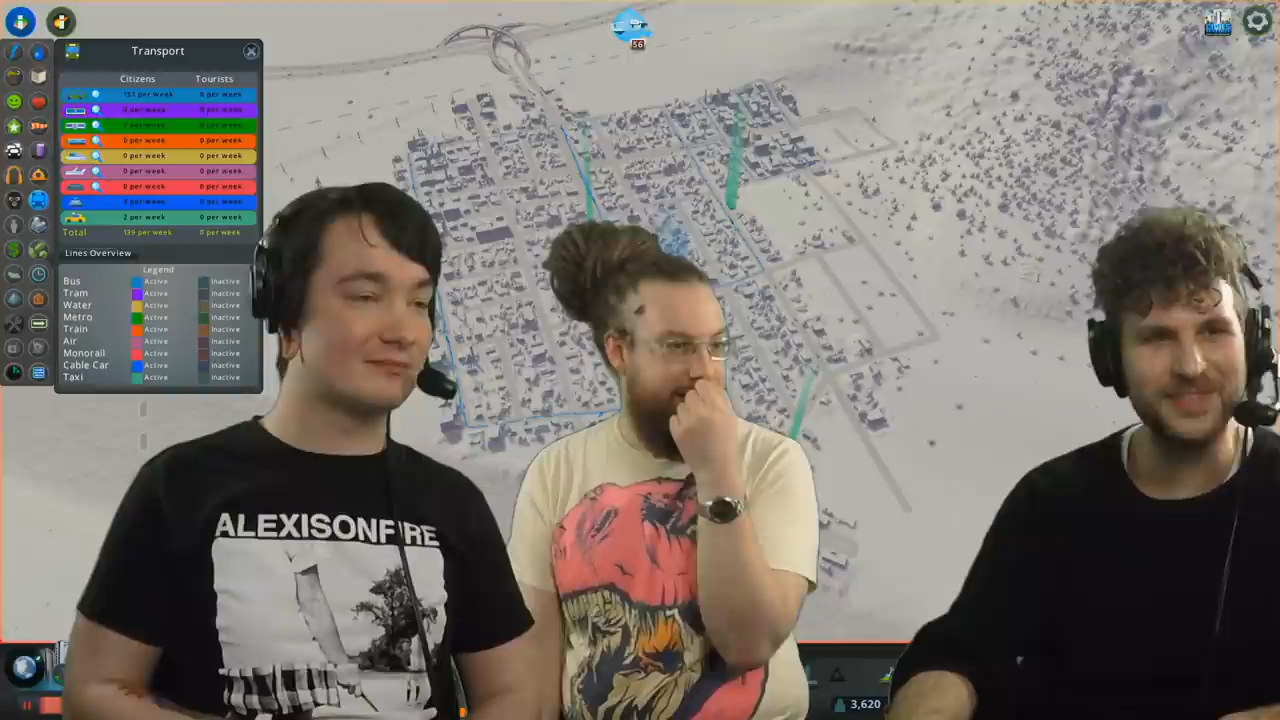 56
Transport
Citizens Tourists
157 per week 0 per week
0 per week 0 per week
0 per week 0 per week
0 per week 0 per week
0 per week 0 per week
0 per week 0 per week
0 per week 0 per week
0 per week 0 per week
2 per week 0 per week
Total 139 per week 0 per week
Lines Overview
Legend
Bus Active Inactive
Tram Active Inactive
Water Active Inactive
Metro Active Inactive
Train Active Inactive
Air Active Inactive
Monorail Active Inactive
Cable Car Active Inactive
Taxi Active Inactive
ALEXISONFIRE
3,620